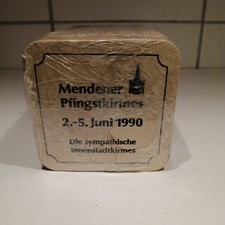 Mendener
Pfingstkirmes
2.-5. Juni 1990
Die sympathische
Innenstadtkirmes